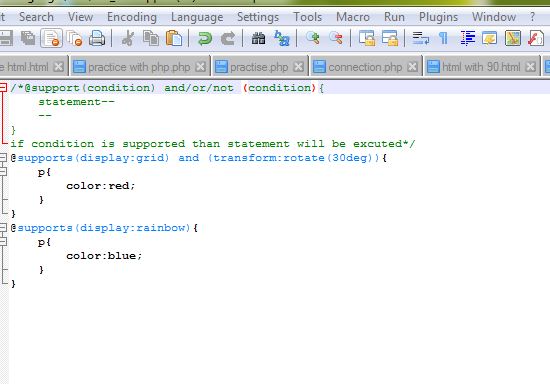 t Search View Encoding Language Settings Tools Macro Run Plugins Window ?
e html.html practice with php.php practise.php connection.php html with 90.html
/*@support(condition) and/or/not (condition){
statement--
--
}
if condition is supported than statement will be excuted*/
@supports(display:grid) and (transform:rotate(30deg)){
p{
color:red;
}
}
@supports(display:rainbow){
p{
color:blue;
}
}